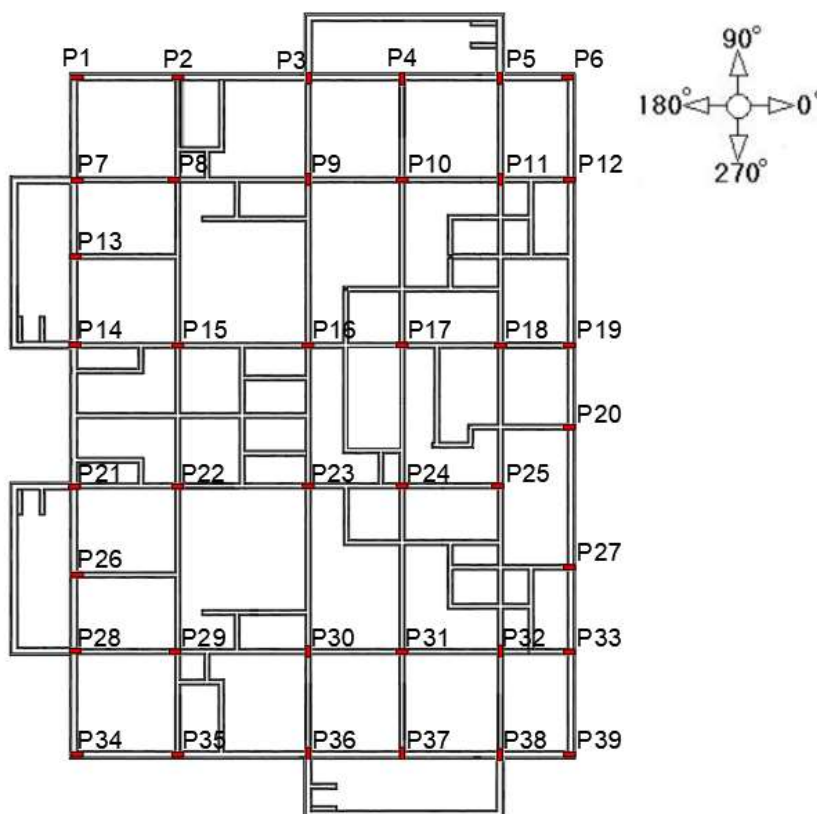 P1 P2 P3 P4 P5 P6
90°
180° 0°
270°
P7 P8 P9 P10 P11 P12
P13
P14 P15 P16 P17 P18 P19
P20
P21 P22 P23 P24 P25
P26 P27
P28 P29 P30 P31 P32 P33
P34 P35 P36 P37 P38 P39